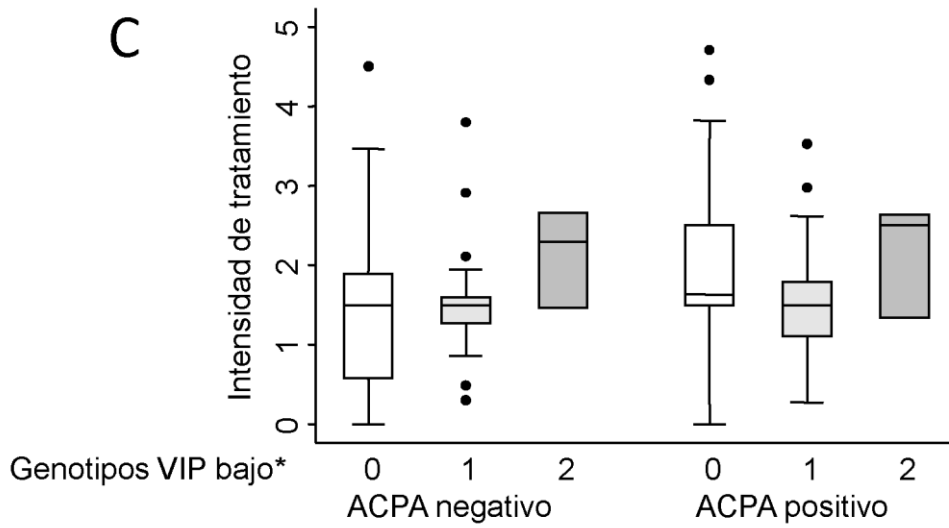 C
Intensidad de tratamiento
5
4
3
2
1
0
Genotipos VIP bajo* 0 1 2 0 1 2
ACPA negativo ACPA positivo